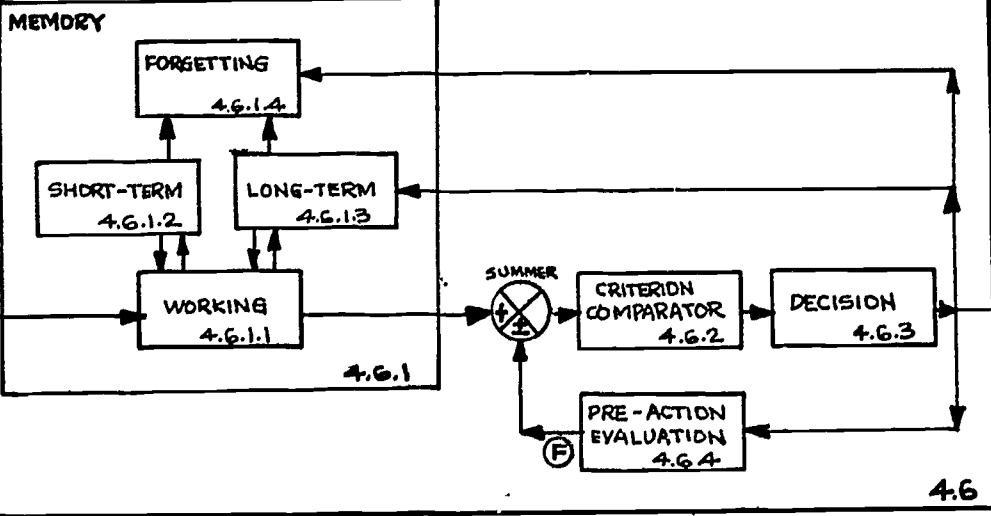 MEMORY
FORGETTING
4.6.1.4
SHORT-TERM
4.6.1.2
LONG-TERM
4.6.1.3
WORKING
4.6.1.1
4.6.1
SUMMER
+
±
CRITERION
COMPARATOR
4.6.2
DECISION
4.6.3
PRE-ACTION
EVALUATION
4.6.4
F
4.6